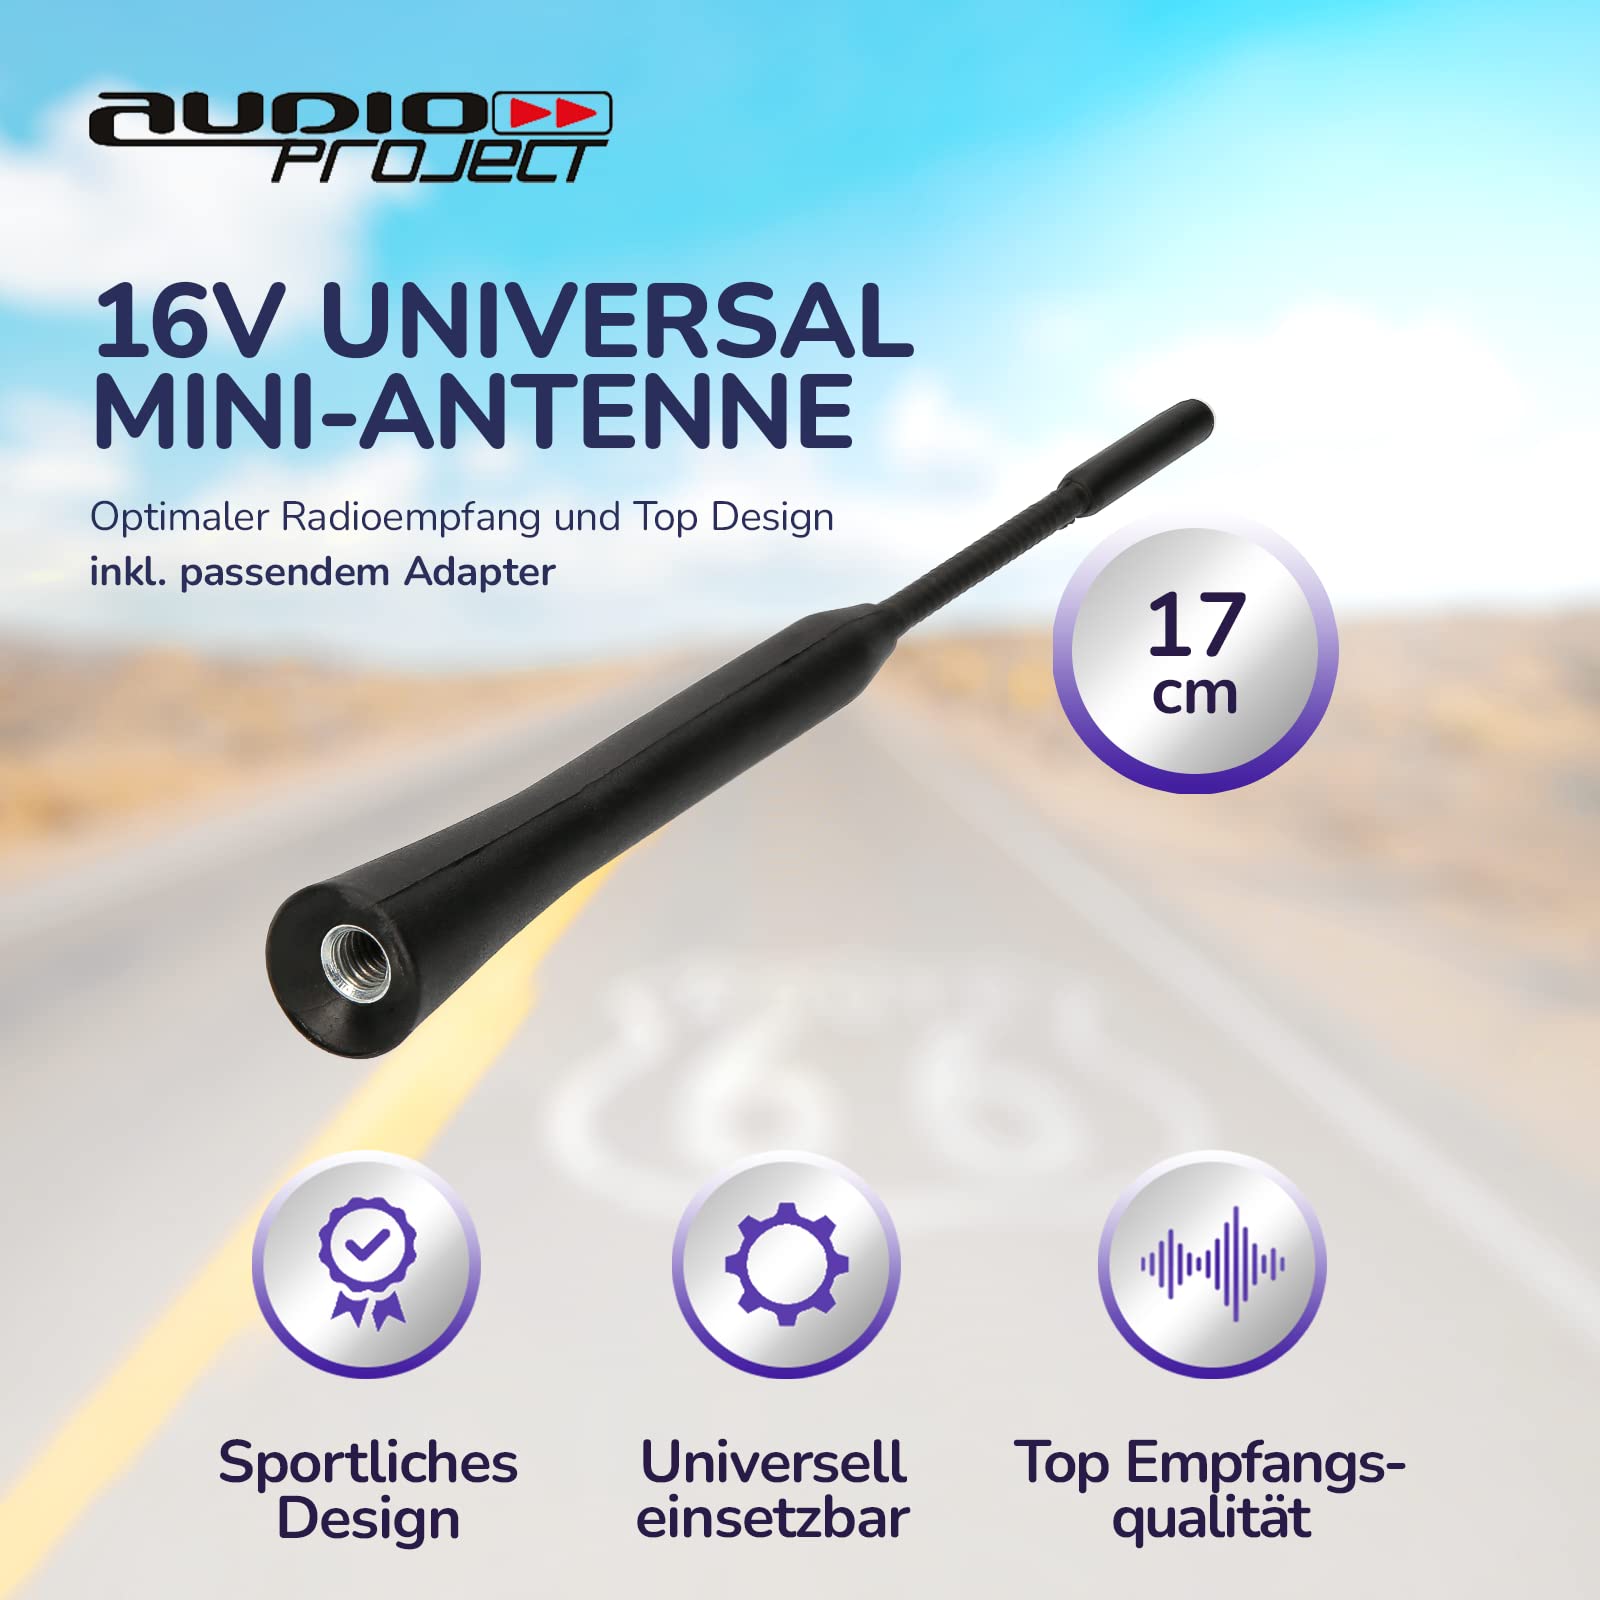 AUDIO
PROJECT
16V UNIVERSAL
MINI-ANTENNE
Optimaler Radioempfang und Top Design
inkl. passendem Adapter
17
cm
66
Sportliches
Design
Universell
einsetzbar
Top Empfangs-
qualität